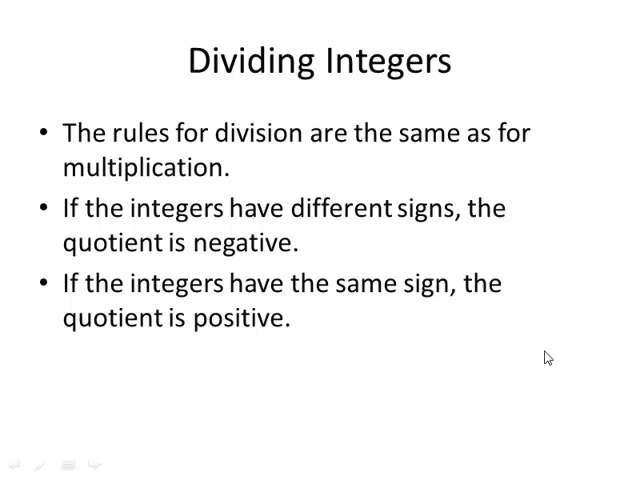 Dividing Integers
• The rules for division are the same as for
multiplication.
• If the integers have different signs, the
quotient is negative.
• If the integers have the same sign, the
quotient is positive.